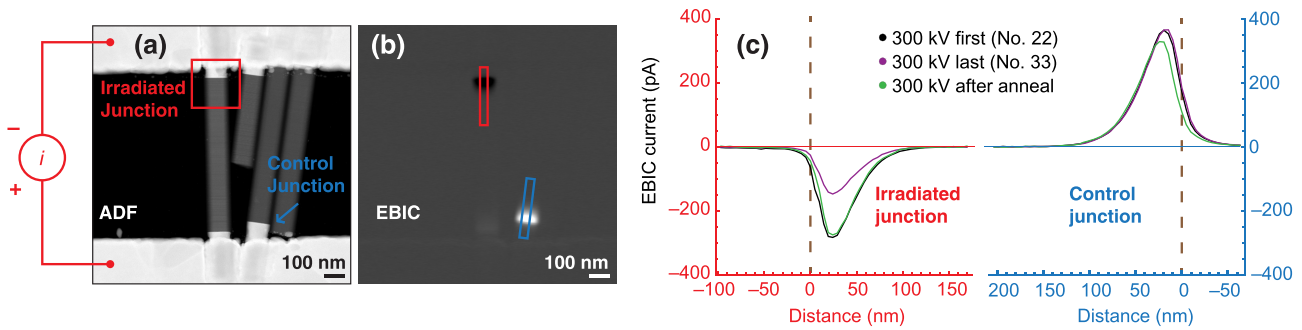 (a)
Irradiated
Junction
Control
Junction
ADF
100 nm
–
i
+
(b)
EBIC
100 nm
(c)
300 kV first (No. 22)
300 kV last (No. 33)
300 kV after anneal
EBIC current (pA)
400
200
0
–200
–400
Irradiated
junction
–100 –50 0 50 100 150
Distance (nm)
Control
junction
400
200
0
–200
–400
200 150 100 50 0 –50
Distance (nm)